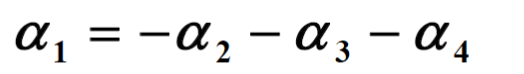 α₁ = −α₂ − α₃ − α₄